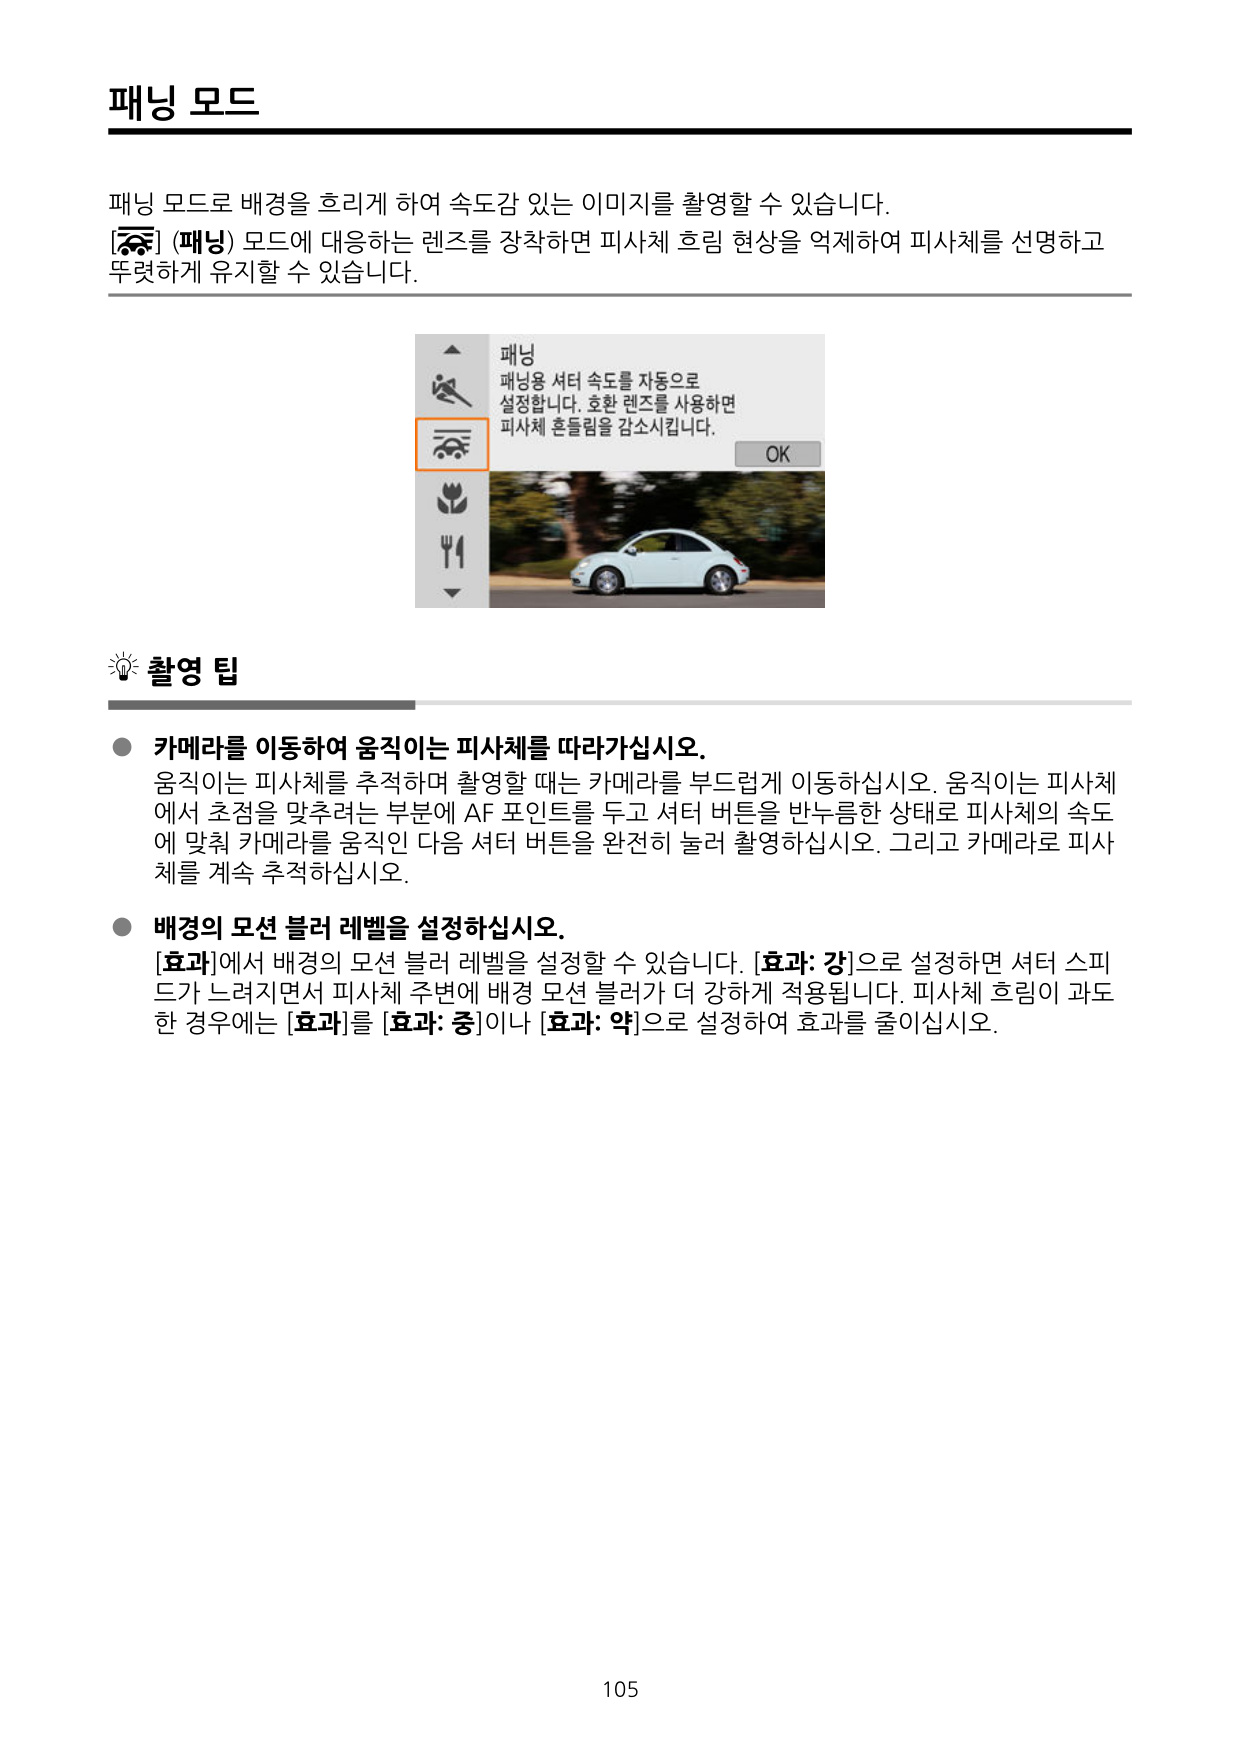 패닝 모드
패닝 모드로 배경을 흐리게 하여 속도감 있는 이미지를 촬영할 수 있습니다.
[] (패닝) 모드에 대응하는 렌즈를 장착하면 피사체 흐림 현상을 억제하여 피사체를 선명하고
뚜렷하게 유지할 수 있습니다.
패닝
패닝용 셔터 속도를 자동으로
설정합니다. 호환 렌즈를 사용하면
피사체 흔들림을 감소시킵니다.
OK
촬영 팁
● 카메라를 이동하여 움직이는 피사체를 따라가십시오.
움직이는 피사체를 추적하며 촬영할 때는 카메라를 부드럽게 이동하십시오. 움직이는 피사체
에서 초점을 맞추려는 부분에 AF 포인트를 두고 셔터 버튼을 반누름한 상태로 피사체의 속도
에 맞춰 카메라를 움직인 다음 셔터 버튼을 완전히 눌러 촬영하십시오. 그리고 카메라로 피사
체를 계속 추적하십시오.
● 배경의 모션 블러 레벨을 설정하십시오.
[효과]에서 배경의 모션 블러 레벨을 설정할 수 있습니다. [효과: 강]으로 설정하면 셔터 스피
드가 느려지면서 피사체 주변에 배경 모션 블러가 더 강하게 적용됩니다. 피사체 흐림이 과도
한 경우에는 [효과]를 [효과: 중]이나 [효과: 약]으로 설정하여 효과를 줄이십시오.
105